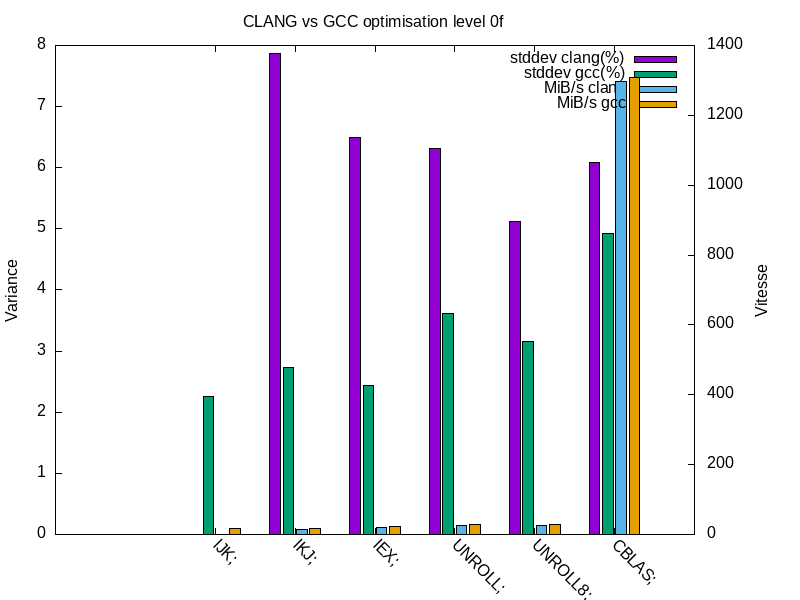 CLANG vs GCC optimisation level 0f
8
7
6
5
4
3
2
1
0
1400
1200
1000
800
600
400
200
0
Variance
Vitesse
stddev clang(%)
stddev gcc(%)
MiB/s clang
MiB/s gcc
IJK;
IKJ;
IEX;
UNROLL;
UNROLL8;
CBLAS;